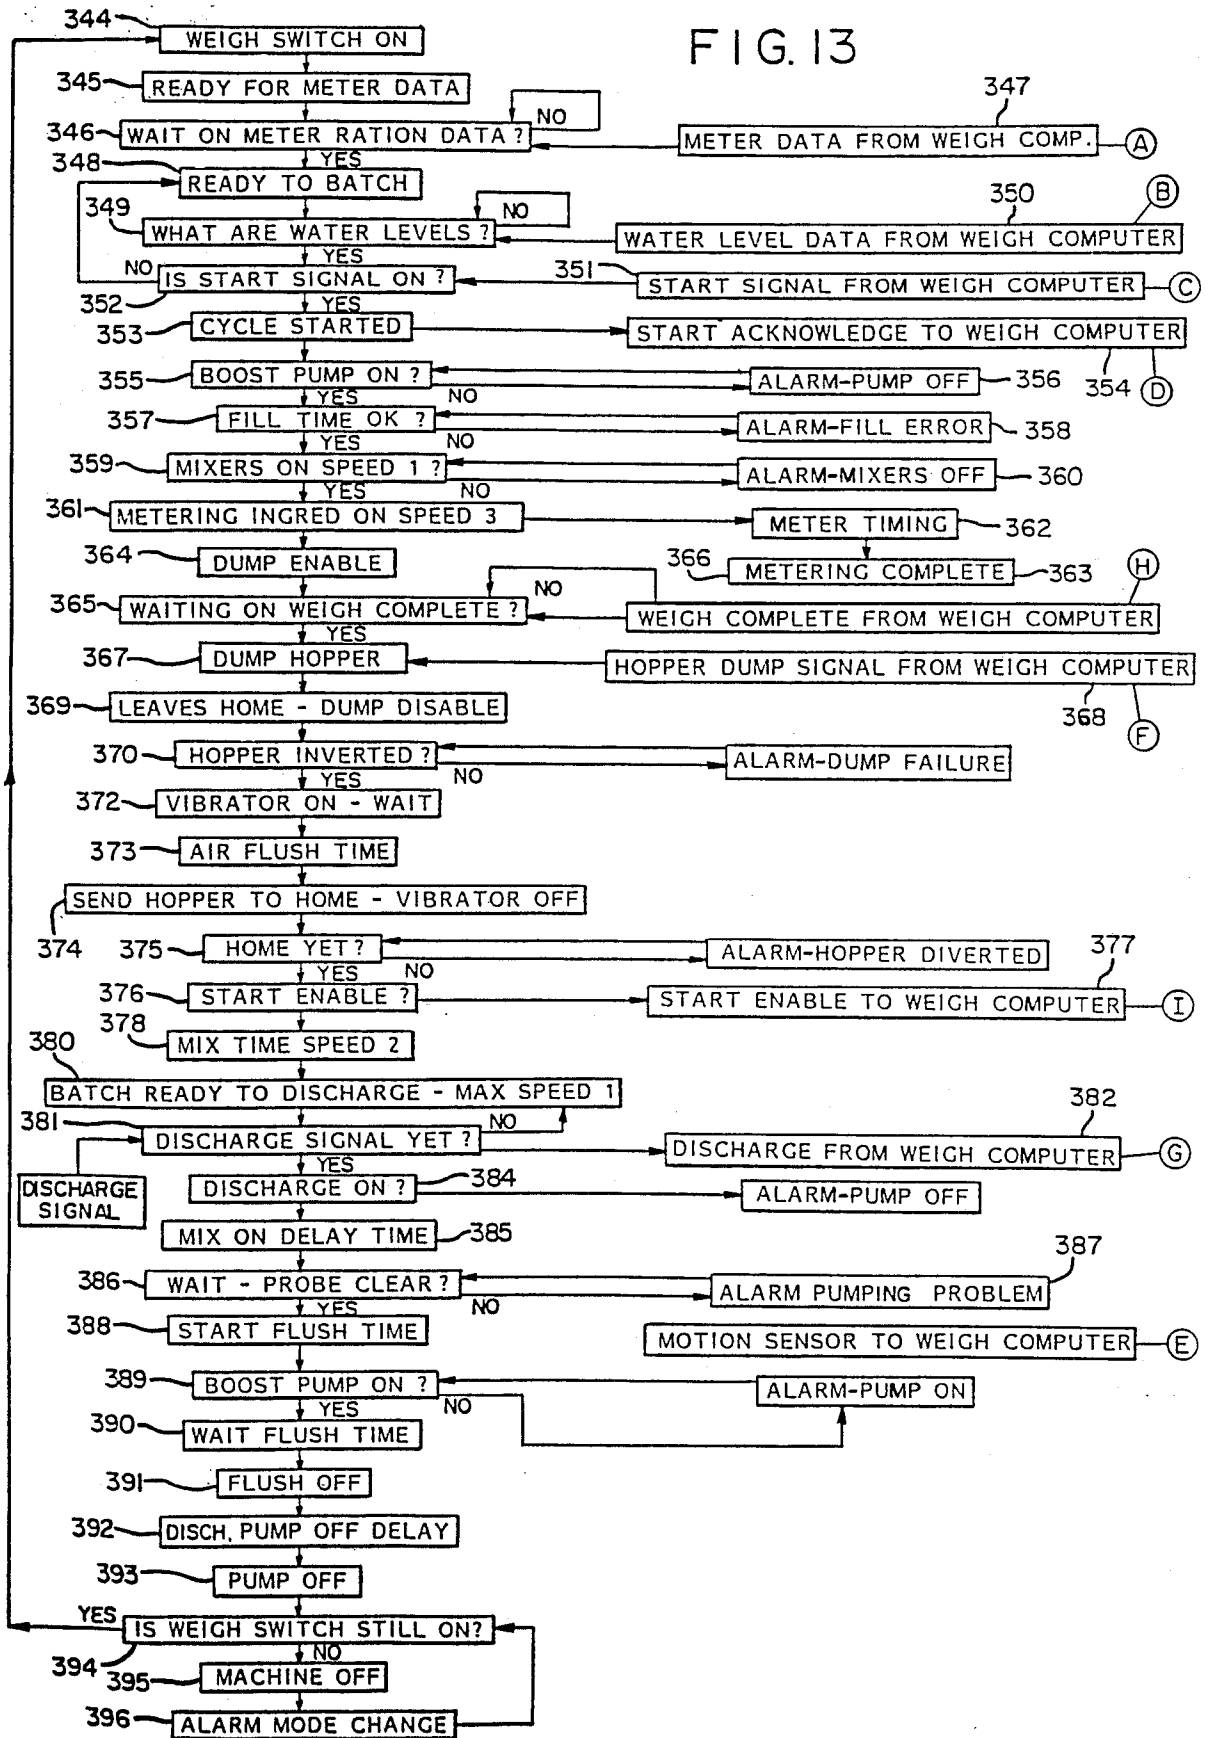 FIG. 13
344 WEIGH SWITCH ON
345 READY FOR METER DATA
346 WAIT ON METER RATION DATA ? NO
347
METER DATA FROM WEIGH COMP. A
YES
348 READY TO BATCH
349 WHAT ARE WATER LEVELS ? NO
350 B
WATER LEVEL DATA FROM WEIGH COMPUTER
YES
NO IS START SIGNAL ON ? 352
351 START SIGNAL FROM WEIGH COMPUTER C
YES
353 CYCLE STARTED
START ACKNOWLEDGE TO WEIGH COMPUTER
354 D
355 BOOST PUMP ON ?
ALARM-PUMP OFF 356
YES NO
357 FILL TIME OK ?
ALARM-FILL ERROR 358
YES NO
359 MIXERS ON SPEED 1 ?
ALARM-MIXERS OFF 360
YES NO
361 METERING INGRED ON SPEED 3
METER TIMING 362
364 DUMP ENABLE
366 METERING COMPLETE 363
H
365 WAITING ON WEIGH COMPLETE ? NO
WEIGH COMPLETE FROM WEIGH COMPUTER
YES
367 DUMP HOPPER
HOPPER DUMP SIGNAL FROM WEIGH COMPUTER
368 F
369 LEAVES HOME - DUMP DISABLE
370 HOPPER INVERTED ?
ALARM-DUMP FAILURE
YES NO
372 VIBRATOR ON - WAIT
373 AIR FLUSH TIME
SEND HOPPER TO HOME - VIBRATOR OFF
374
375 HOME YET ?
ALARM-HOPPER DIVERTED
YES NO
376 START ENABLE ?
377
START ENABLE TO WEIGH COMPUTER I
378
MIX TIME SPEED 2
380
BATCH READY TO DISCHARGE - MAX SPEED 1
381 NO
DISCHARGE SIGNAL YET ?
382
DISCHARGE FROM WEIGH COMPUTER G
DISCHARGE
SIGNAL
YES
DISCHARGE ON ? 384
ALARM-PUMP OFF
MIX ON DELAY TIME 385
386 WAIT - PROBE CLEAR ?
387
ALARM PUMPING PROBLEM
YES NO
388 START FLUSH TIME
MOTION SENSOR TO WEIGH COMPUTER E
389 BOOST PUMP ON ?
ALARM-PUMP ON
YES NO
390 WAIT FLUSH TIME
391 FLUSH OFF
392 DISCH. PUMP OFF DELAY
393 PUMP OFF
YES IS WEIGH SWITCH STILL ON?
394 NO
395 MACHINE OFF
396 ALARM MODE CHANGE